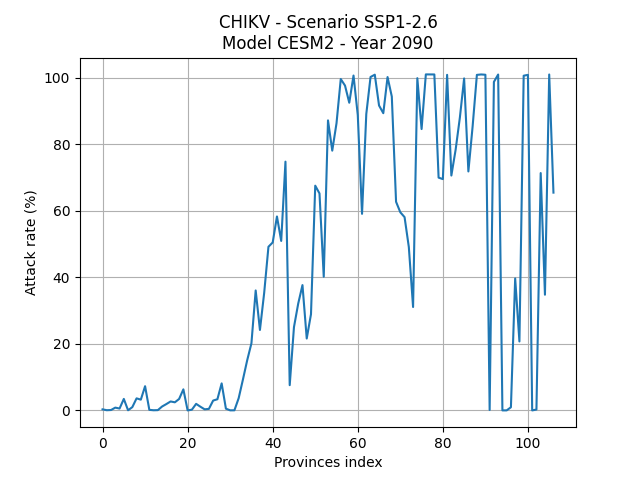 CHIKV - Scenario SSP1-2.6
Model CESM2 - Year 2090
100
80
60
40
20
0
Attack rate (%)
0 20 40 60 80 100
Provinces index